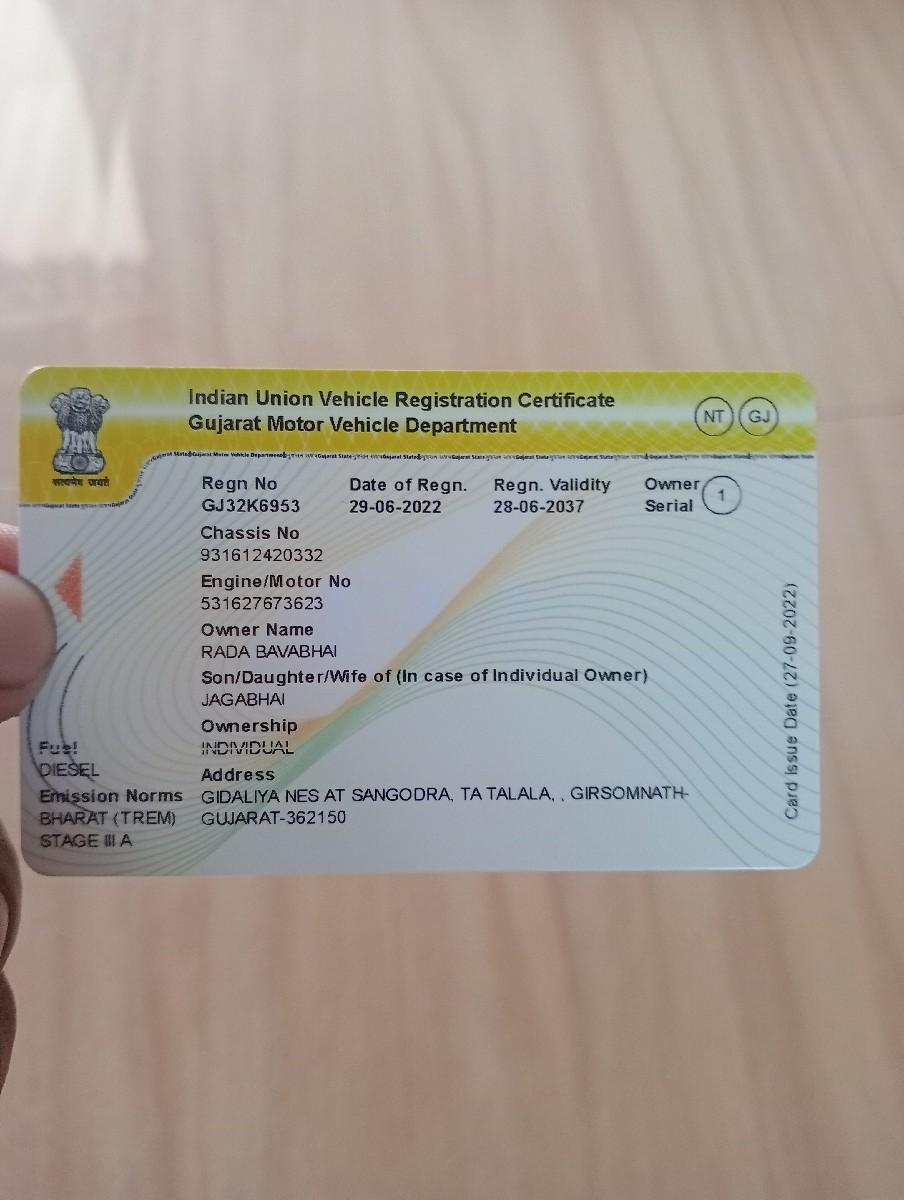 Indian Union Vehicle Registration Certificate
Gujarat Motor Vehicle Department
NT GJ
सत्यमेव जयते
Regn No Date of Regn. Regn. Validity Owner Serial 1
GJ32K6953 29-06-2022 28-06-2037
Chassis No
931612420332
Engine/Motor No
531627673623
Owner Name
RADA BAVABHAI
Son/Daughter/Wife of (In case of Individual Owner)
JAGABHAI
Ownership
INDIVIDUAL
Address
GIDALIYA NES AT SANGODRA, TA TALALA, , GIRSOMNATH-
GUJARAT-362150
Fuel
DIESEL
Emission Norms
BHARAT (TREM)
STAGE III A
Card Issue Date (27-09-2022)